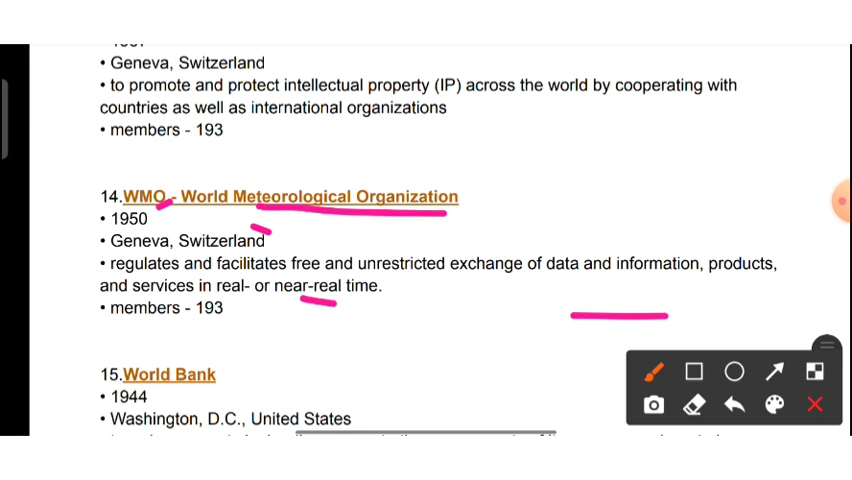 • Geneva, Switzerland
• to promote and protect intellectual property (IP) across the world by cooperating with
countries as well as international organizations
• members - 193
14.WMO - World Meteorological Organization
• 1950
• Geneva, Switzerland
• regulates and facilitates free and unrestricted exchange of data and information, products,
and services in real- or near-real time.
• members - 193
15.World Bank
• 1944
• Washington, D.C., United States